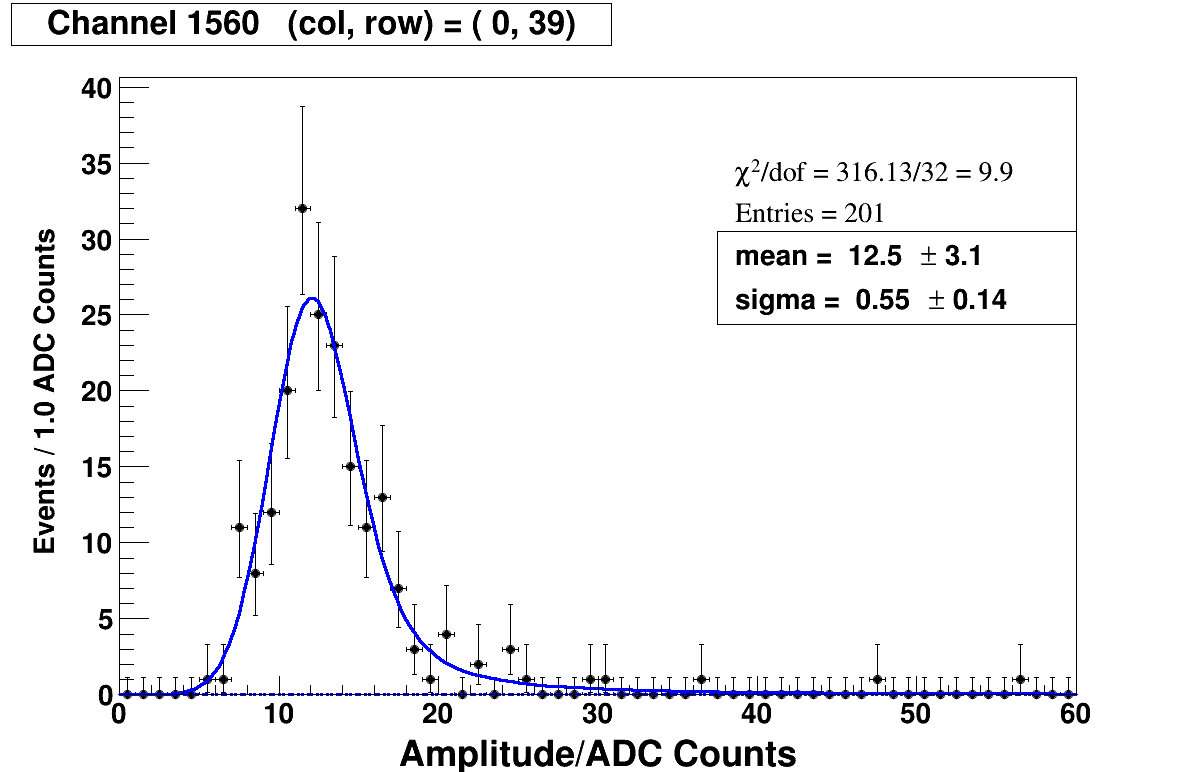 Channel 1560 (col, row) = ( 0, 39)
40
35
30
25
20
15
10
5
0
Events / 1.0 ADC Counts
χ²/dof = 316.13/32 = 9.9
Entries = 201
mean = 12.5 ± 3.1
sigma = 0.55 ± 0.14
0 10 20 30 40 50 60
Amplitude/ADC Counts